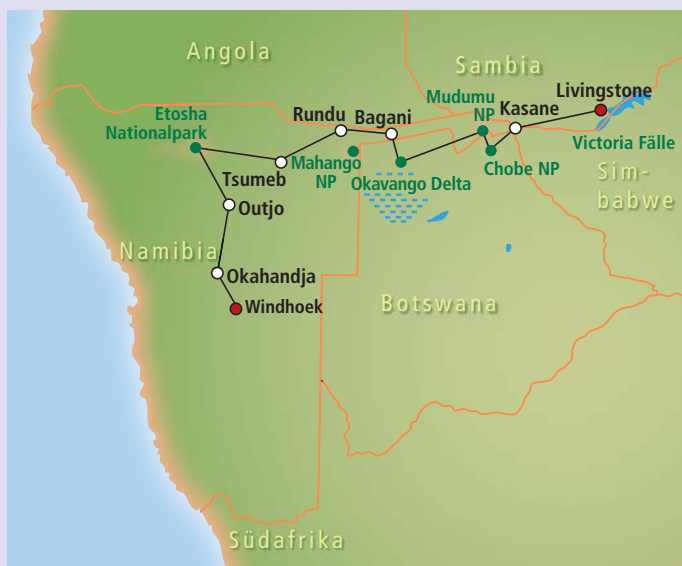 Angola
Sambia
Etosha
Nationalpark
Rundu
Bagani
Mudumu
NP
Kasane
Livingstone
Victoria Fälle
Tsumeb
Mahango
NP
Okavango Delta
Chobe NP
Sim-
babwe
Outjo
Namibia
Okahandja
Windhoek
Botswana
Südafrika